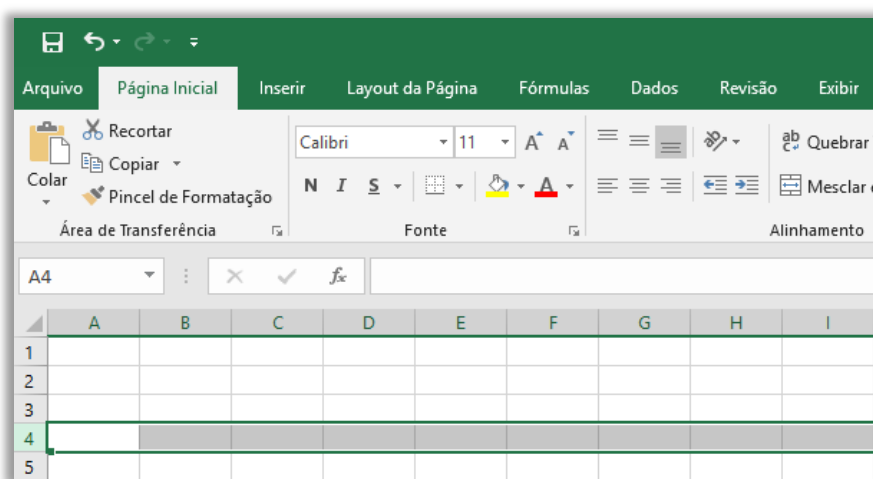 Arquivo Página Inicial Inserir Layout da Página Fórmulas Dados Revisão Exibir
Recortar
Copiar
Pincel de Formatação
Colar
Área de Transferência
Calibri 11 A A
N I S A
Fonte
ab Quebrar
Mesclar
Alinhamento
A4 fx
A B C D E F G H I
1
2
3
4
5